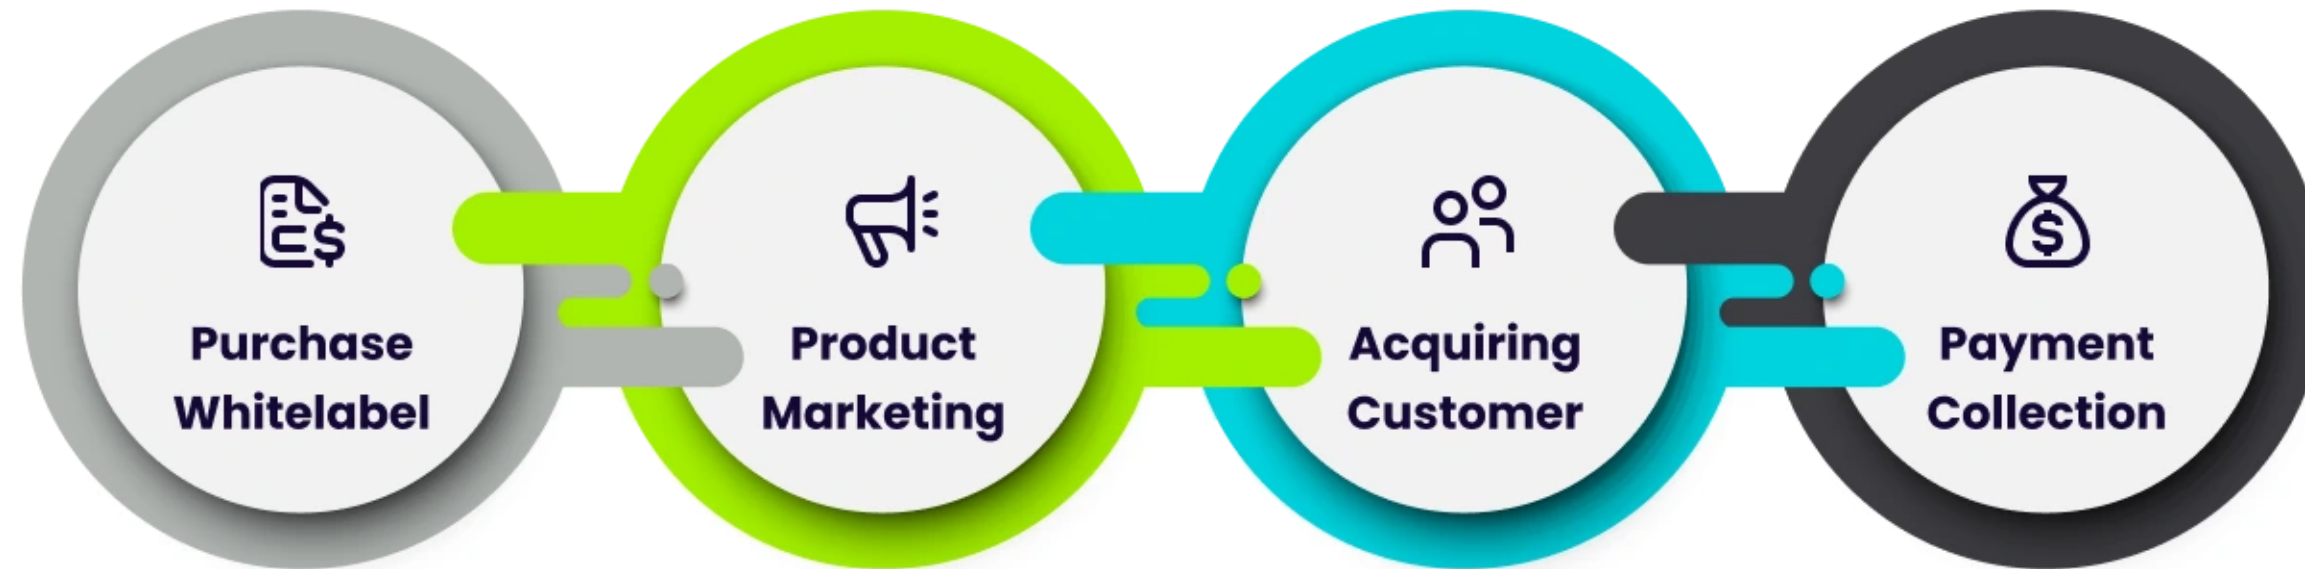 Purchase
Whitelabel
Product
Marketing
Acquiring
Customer
Payment
Collection